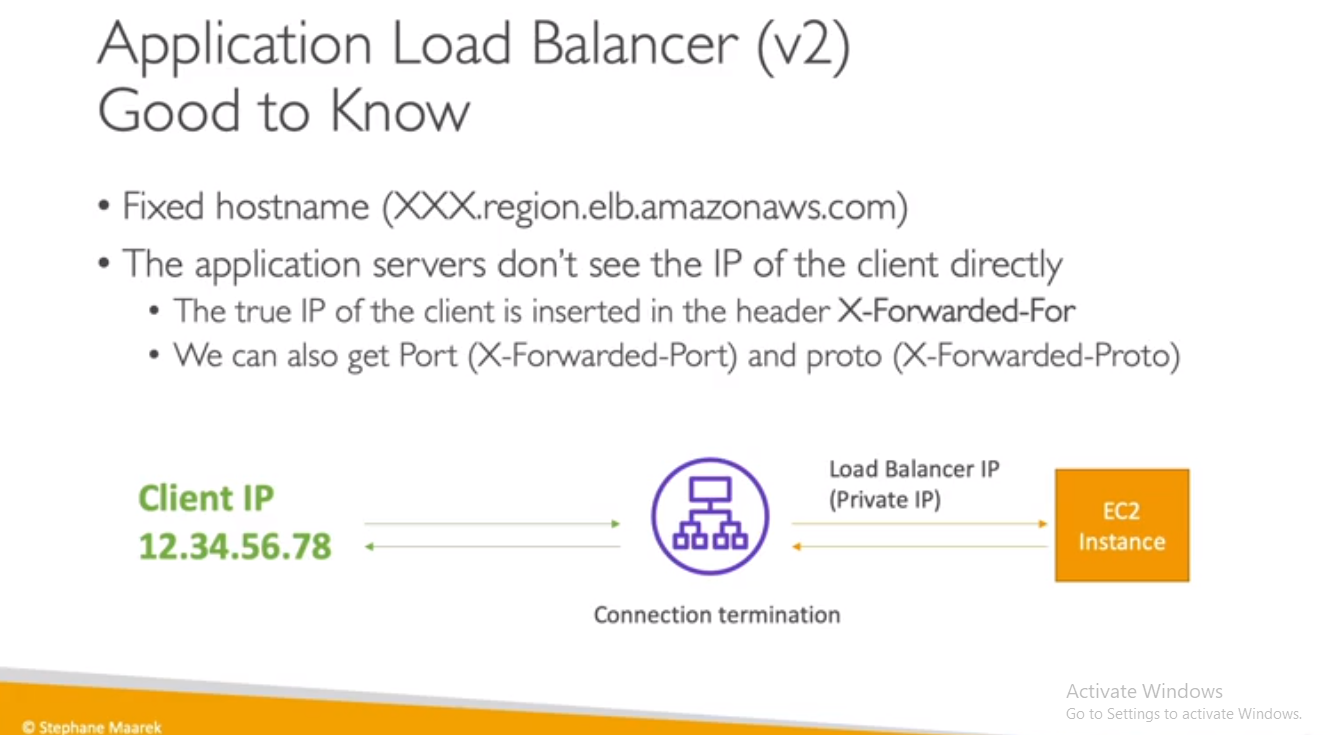 Application Load Balancer (v2)
Good to Know
• Fixed hostname (XXX.region.elb.amazonaws.com)
• The application servers don't see the IP of the client directly
• The true IP of the client is inserted in the header X-Forwarded-For
• We can also get Port (X-Forwarded-Port) and proto (X-Forwarded-Proto)
Client IP
12.34.56.78
Load Balancer IP
(Private IP)
EC2
Instance
Connection termination
Activate Windows
Go to Settings to activate Windows.
© Stephane Maarek